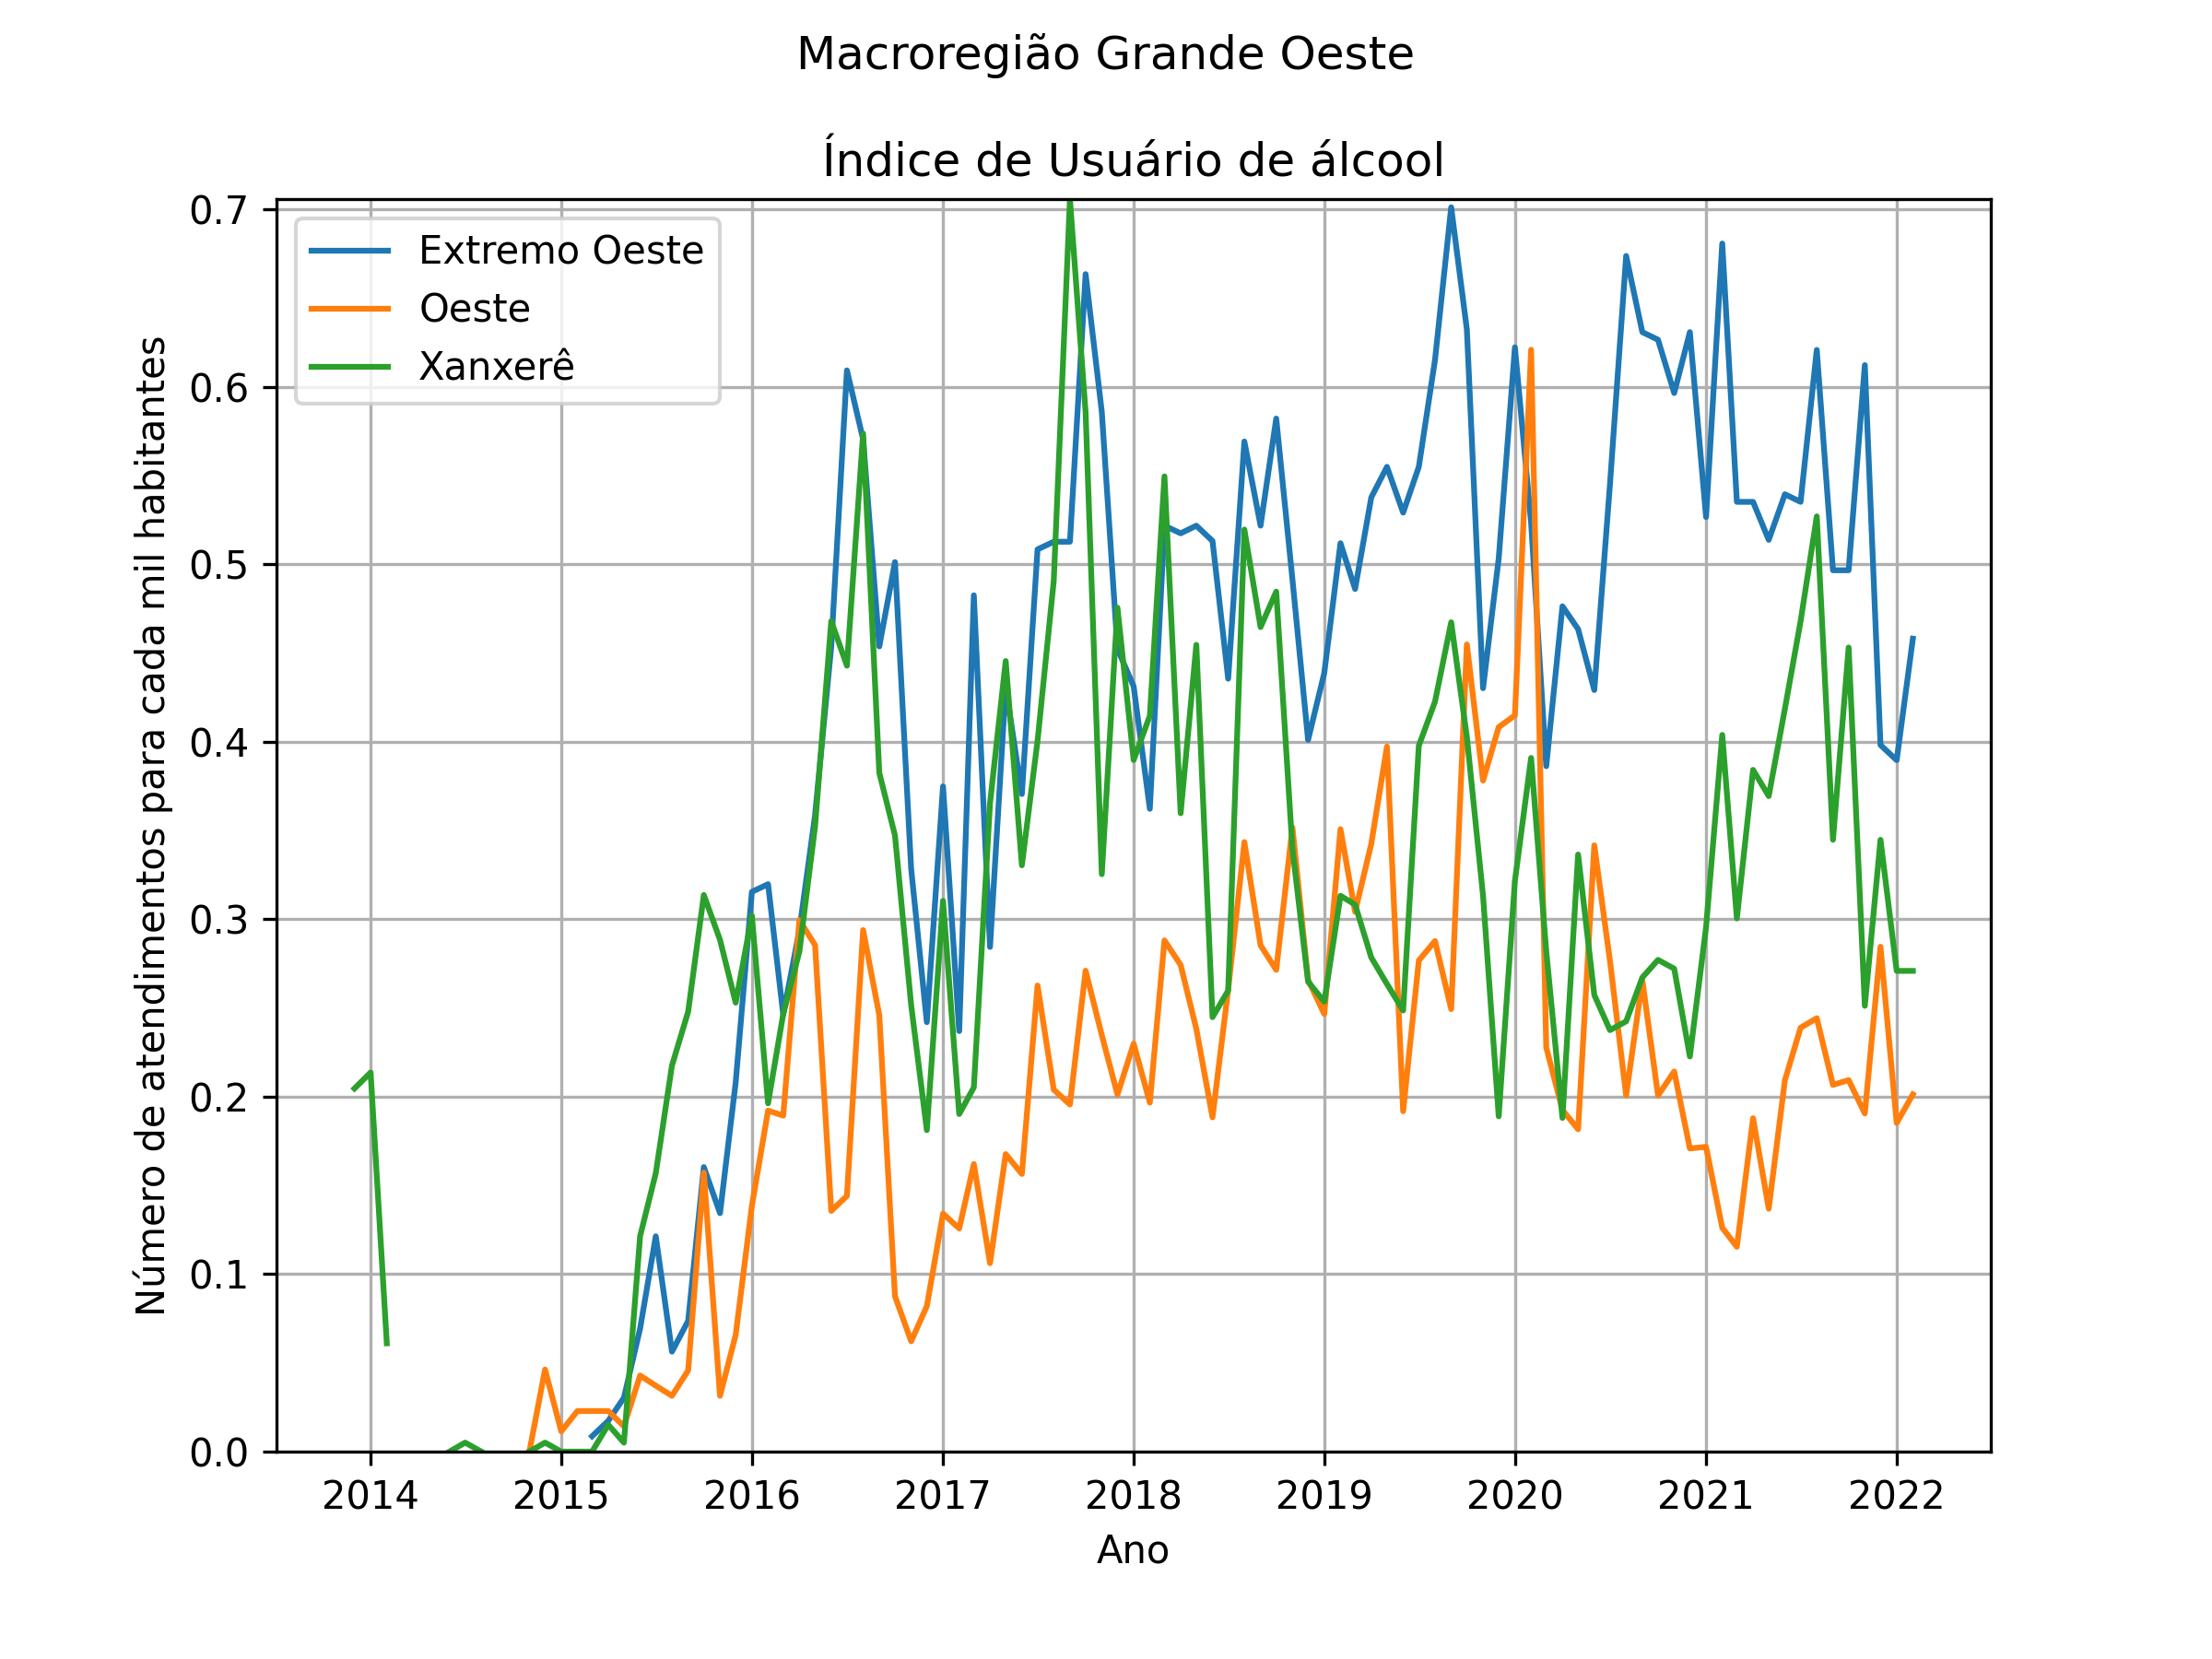 Macroregião Grande Oeste
Índice de Usuário de álcool
Extremo Oeste
Oeste
Xanxerê
Número de atendimentos para cada mil habitantes
0.7
0.6
0.5
0.4
0.3
0.2
0.1
0.0
2014 2015 2016 2017 2018 2019 2020 2021 2022
Ano